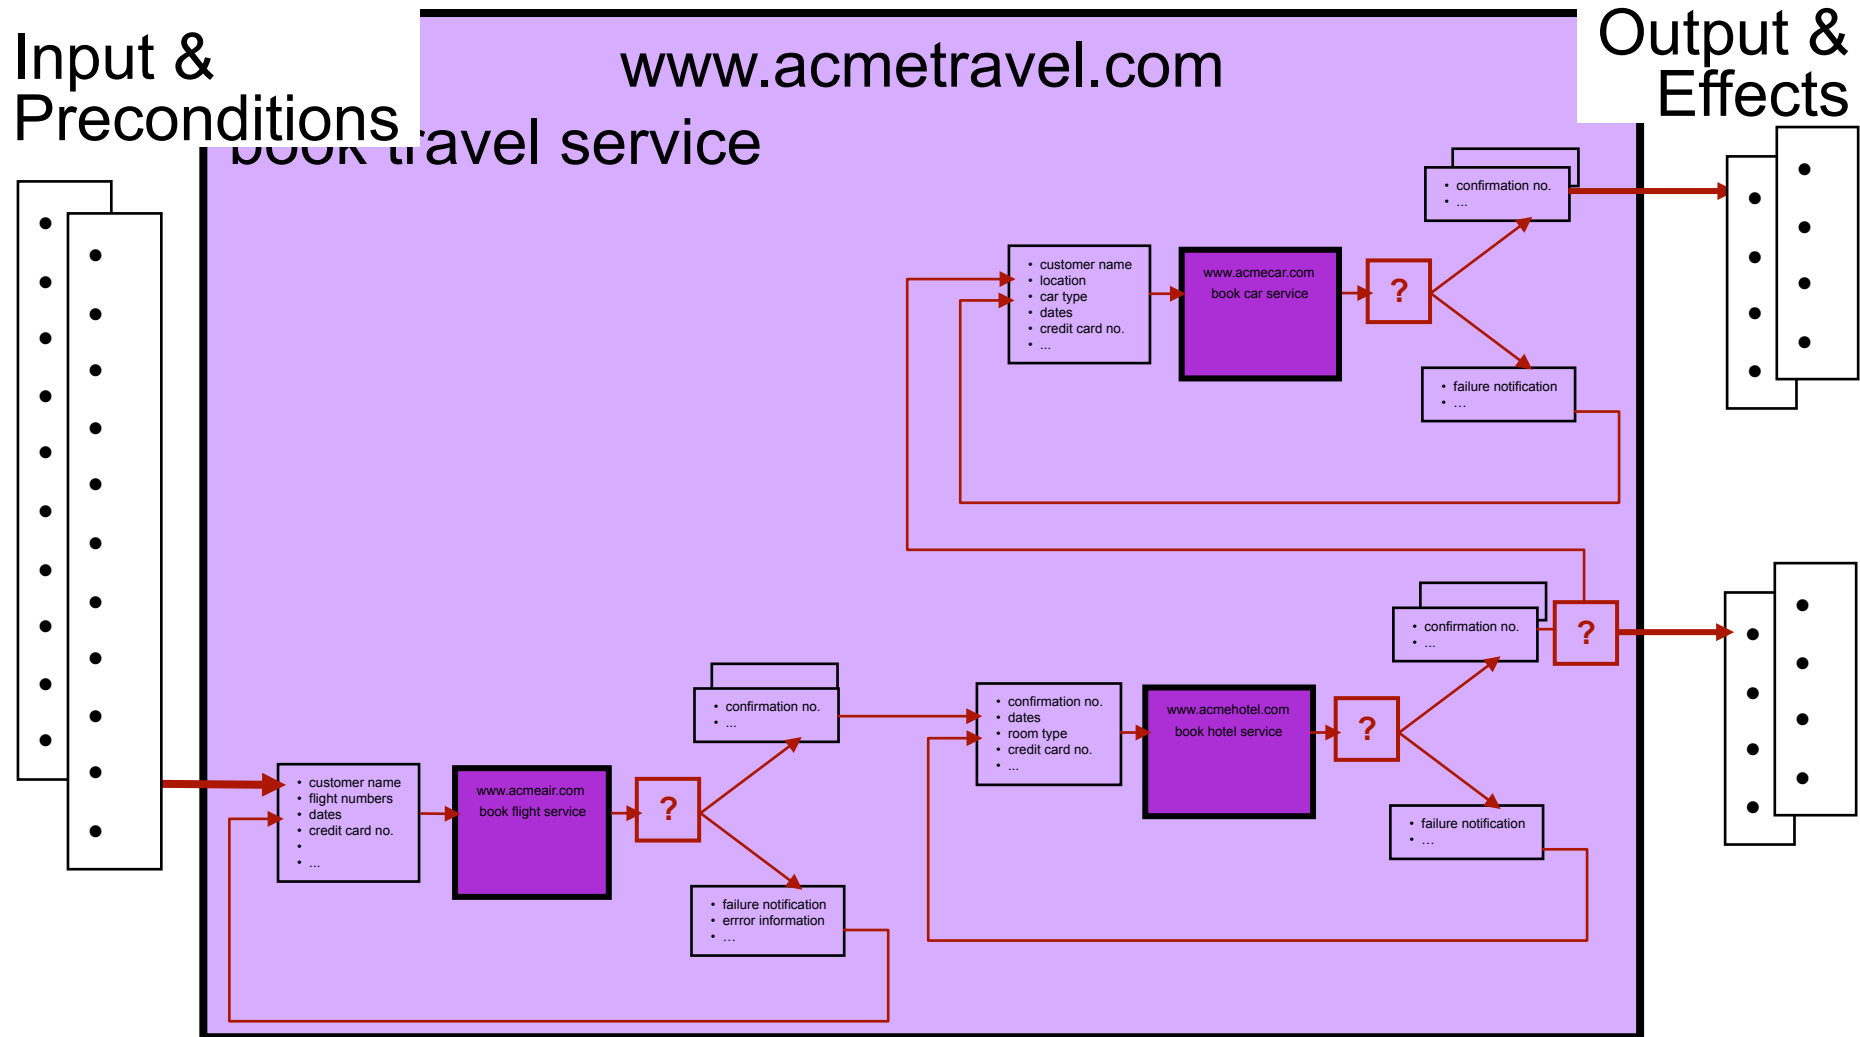 Input &
Preconditions
www.acmetravel.com
book travel service
Output &
Effects
• confirmation no.
• ...
• customer name
• location
• car type
• dates
• credit card no.
• ...
www.acmecar.com
book car service
?
• failure notification
• ...
• confirmation no.
• ...
?
• confirmation no.
• ...
• confirmation no.
• dates
• room type
• credit card no.
• ...
www.acmehotel.com
book hotel service
?
• failure notification
• ...
• customer name
• flight numbers
• dates
• credit card no.
•
• ...
www.acmeair.com
book flight service
?
• failure notification
• errror information
• ...